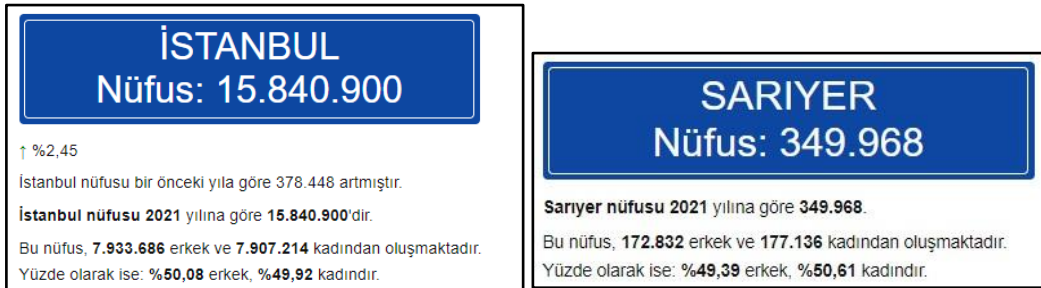 İSTANBUL
Nüfus: 15.840.900
↑ %2,45
İstanbul nüfusu bir önceki yıla göre 378.448 artmıştır.
İstanbul nüfusu 2021 yılına göre 15.840.900'dir.
Bu nüfus, 7.933.686 erkek ve 7.907.214 kadından oluşmaktadır.
Yüzde olarak ise: %50,08 erkek, %49,92 kadındır.
SARIYER
Nüfus: 349.968
Sarıyer nüfusu 2021 yılına göre 349.968.
Bu nüfus, 172.832 erkek ve 177.136 kadından oluşmaktadır.
Yüzde olarak ise: %49,39 erkek, %50,61 kadındır.